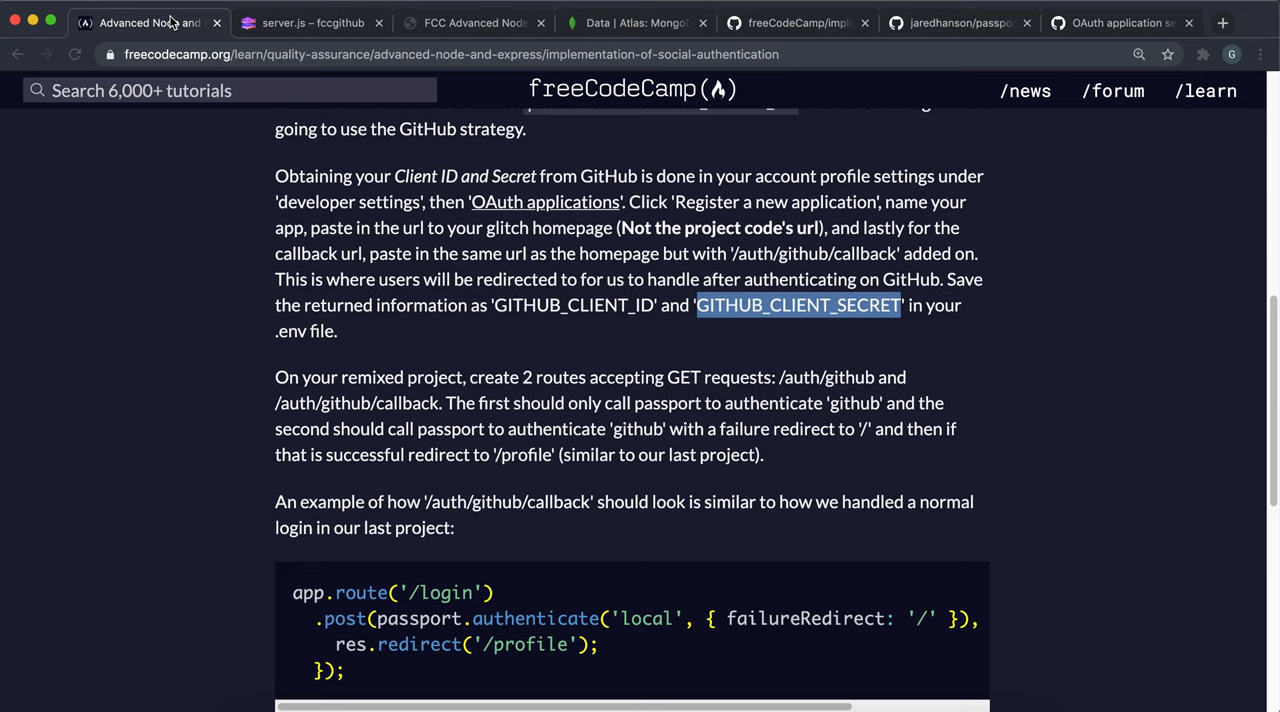 Advanced Node and
server.js – fccgithub
FCC Advanced Node
Data | Atlas: MongoD
freeCodeCamp/imple
jaredhanson/passpo
OAuth application se
freecodecamp.org/learn/quality-assurance/advanced-node-and-express/implementation-of-social-authentication
G
Search 6,000+ tutorials
freeCodeCamp
/news
/forum
/learn
going to use the GitHub strategy.
Obtaining your Client ID and Secret from GitHub is done in your account profile settings under
'developer settings', then 'OAuth applications'. Click 'Register a new application', name your
app, paste in the url to your glitch homepage (Not the project code's url), and lastly for the
callback url, paste in the same url as the homepage but with '/auth/github/callback' added on.
This is where users will be redirected to for us to handle after authenticating on GitHub. Save
the returned information as 'GITHUB_CLIENT_ID' and 'GITHUB_CLIENT_SECRET' in your
.env file.
On your remixed project, create 2 routes accepting GET requests: /auth/github and
/auth/github/callback. The first should only call passport to authenticate 'github' and the
second should call passport to authenticate 'github' with a failure redirect to '/' and then if
that is successful redirect to '/profile' (similar to our last project).
An example of how '/auth/github/callback' should look is similar to how we handled a normal
login in our last project:
app.route('/login')
.post(passport.authenticate('local', { failureRedirect: '/' }),
res.redirect('/profile');
});